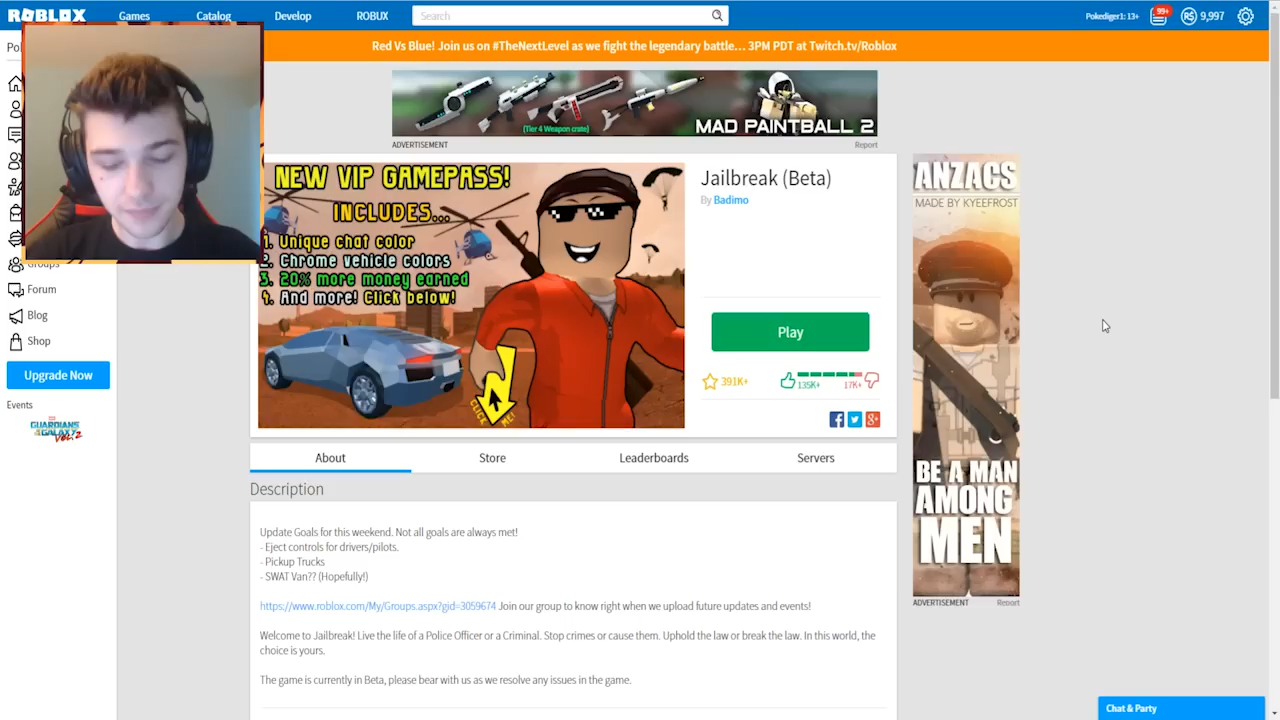 ROBLOX Games Catalog Develop ROBUX Search Pokediger1: 13+ 99+ R$ 9,997
Red Vs Blue! Join us on #TheNextLevel as we fight the legendary battle... 3PM PDT at Twitch.tv/Roblox
(Tier 4 Weapon crate)
MAD PAINTBALL 2
ADVERTISEMENT Report
Groups
Forum
Blog
Shop
Upgrade Now
Events
GUARDIANS
GALAXY
VOL. 2
NEW VIP GAMEPASS!
INCLUDES...
1. Unique chat color
2. Chrome vehicle colors
3. 20% more money earned
4. And more! Click below!
CLICK ME!
Jailbreak (Beta)
By Badimo
Play
391K+ 135K+ 17K+
ANZACS
MADE BY KYEEFROST
BE A MAN
AMONG
MEN
ADVERTISEMENT Report
About Store Leaderboards Servers
Description
Update Goals for this weekend. Not all goals are always met!
- Eject controls for drivers/pilots.
- Pickup Trucks
- SWAT Van?? (Hopefully!)
https://www.roblox.com/My/Groups.aspx?gid=3059674 Join our group to know right when we upload future updates and events!
Welcome to Jailbreak! Live the life of a Police Officer or a Criminal. Stop crimes or cause them. Uphold the law or break the law. In this world, the
choice is yours.
The game is currently in Beta, please bear with us as we resolve any issues in the game.
Chat & Party